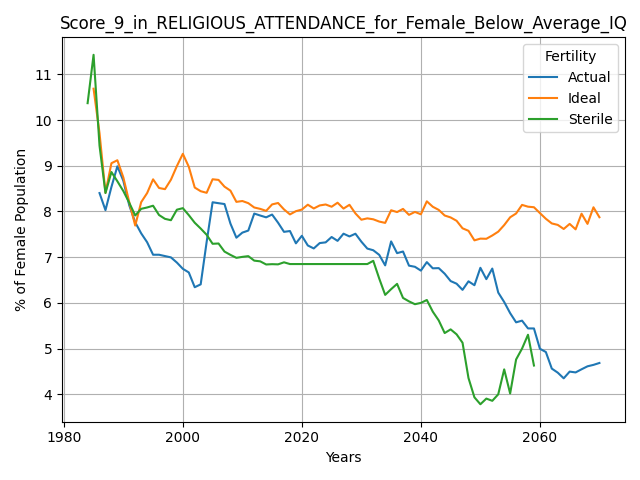 Score_9_in_RELIGIOUS_ATTENDANCE_for_Female_Below_Average_IQ
Fertility
Actual
Ideal
Sterile
% of Female Population
11
10
9
8
7
6
5
4
1980
2000
2020
2040
2060
Years